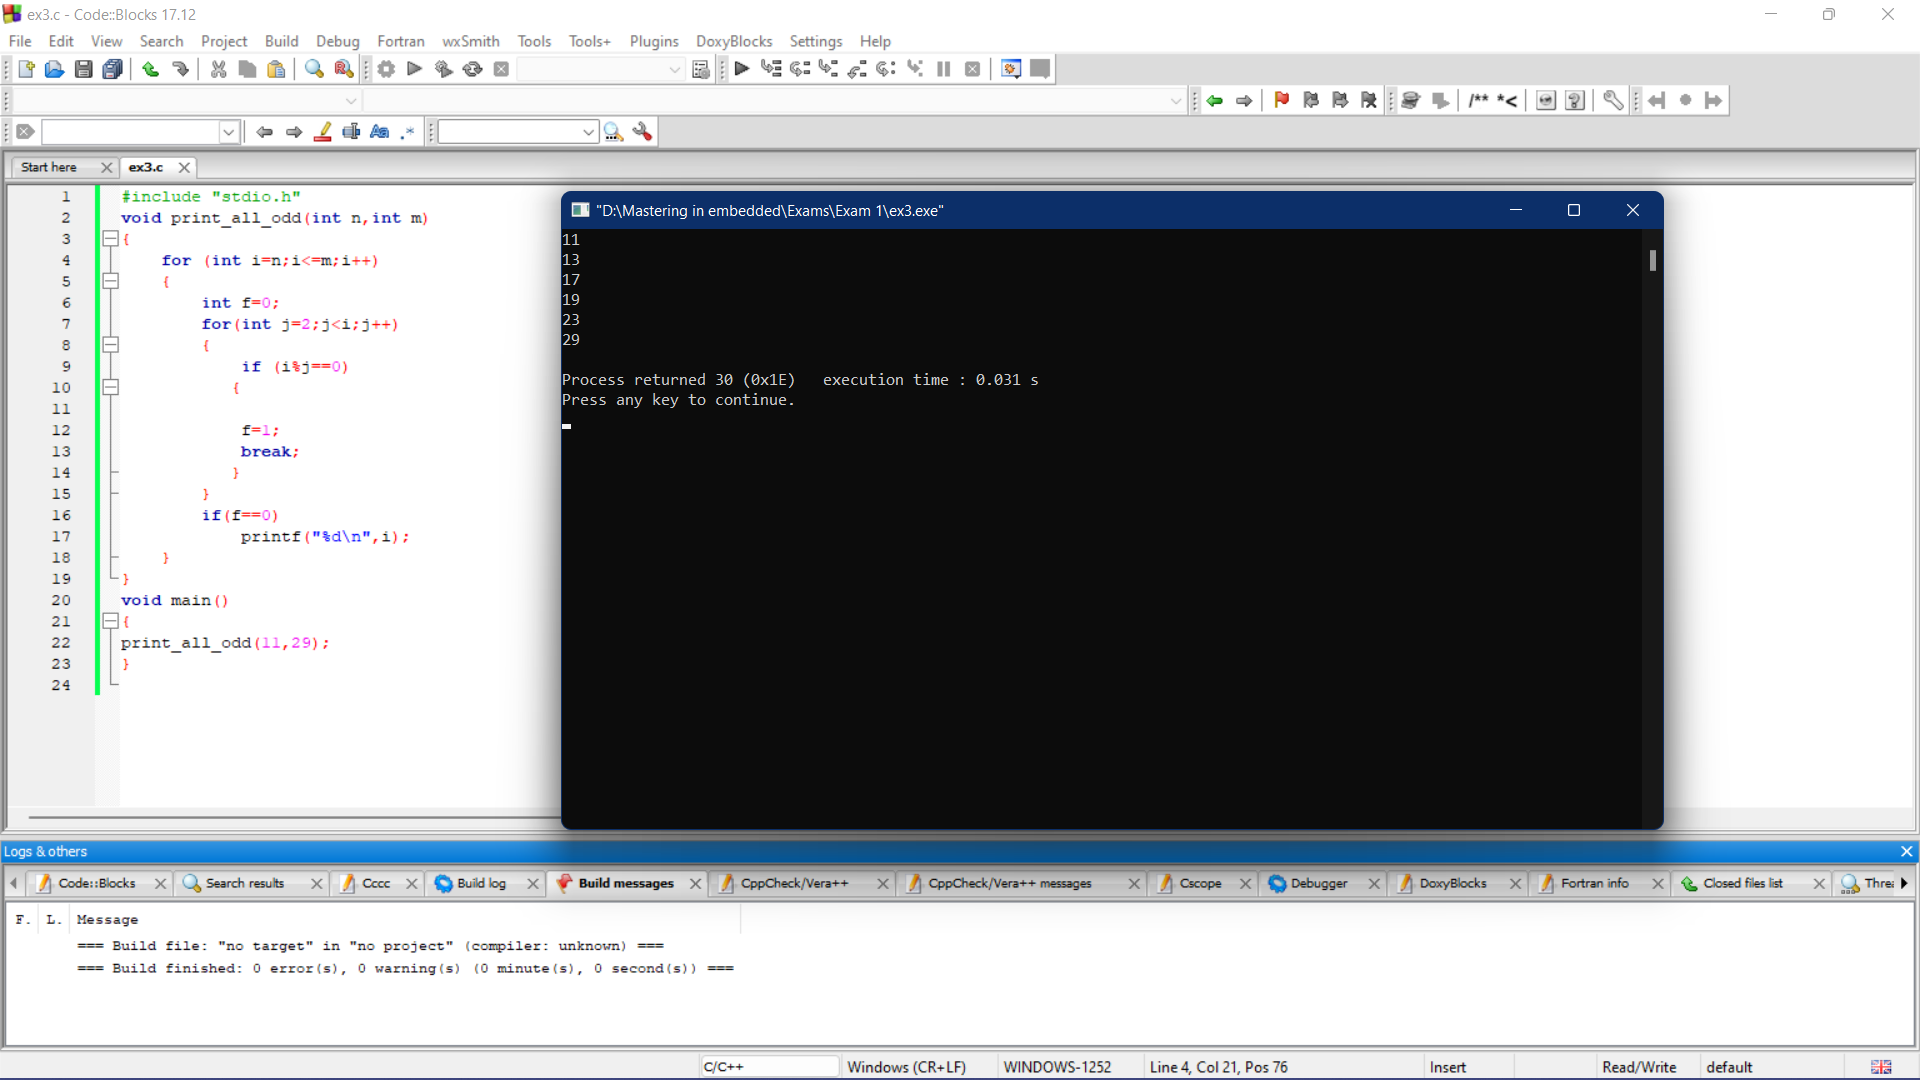 ex3.c - Code::Blocks 17.12
File Edit View Search Project Build Debug Fortran wxSmith Tools Tools+ Plugins DoxyBlocks Settings Help
/** *<
Aa .*
Start here ex3.c
1 #include "stdio.h"
2 void print_all_odd(int n,int m)
3 {
4 for (int i=n;i<=m;i++)
5 {
6 int f=0;
7 for(int j=2;j<i;j++)
8 {
9 if (i%j==0)
10 {
11
12 f=1;
13 break;
14 }
15 }
16 if(f==0)
17 printf("%d\n",i);
18 }
19 }
20 void main()
21 {
22 print_all_odd(11,29);
23 }
24
"D:\Mastering in embedded\Exams\Exam 1\ex3.exe"
11
13
17
19
23
29
Process returned 30 (0x1E) execution time : 0.031 s
Press any key to continue.
Logs & others
Code::Blocks Search results Cccc Build log Build messages CppCheck/Vera++ CppCheck/Vera++ messages Cscope Debugger DoxyBlocks Fortran info Closed files list Threa
F. L. Message
=== Build file: "no target" in "no project" (compiler: unknown) ===
=== Build finished: 0 error(s), 0 warning(s) (0 minute(s), 0 second(s)) ===
C/C++ Windows (CR+LF) WINDOWS-1252 Line 4, Col 21, Pos 76 Insert Read/Write default